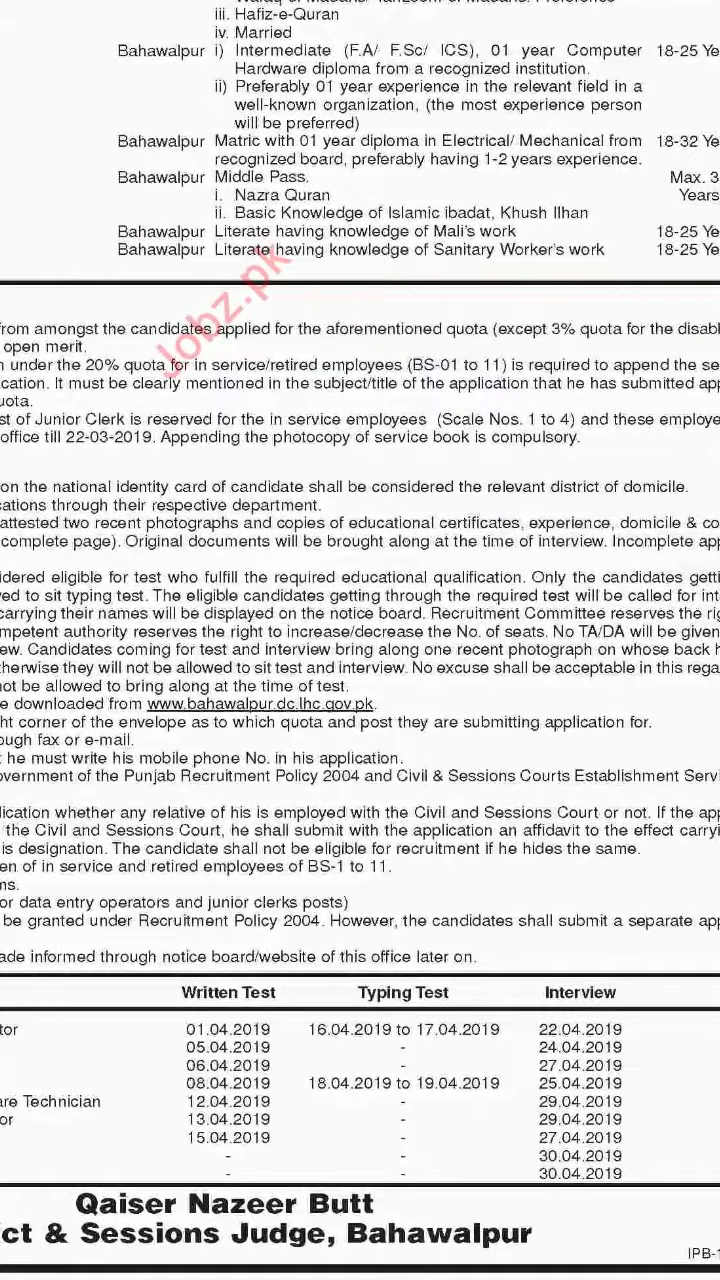 iii. Hafiz-e-Quran
iv. Married
Bahawalpur i) Intermediate (F.A/ F.Sc/ ICS), 01 year Computer 18-25 Ye
Hardware diploma from a recognized institution.
ii) Preferably 01 year experience in the relevant field in a
well-known organization, (the most experience person
will be preferred)
Bahawalpur Matric with 01 year diploma in Electrical/ Mechanical from 18-32 Ye
recognized board, preferably having 1-2 years experience.
Bahawalpur Middle Pass. Max. 3
i. Nazra Quran Years
ii. Basic Knowledge of Islamic ibadat, Khush Ilhan
Bahawalpur Literate having knowledge of Mali's work 18-25 Ye
Bahawalpur Literate having knowledge of Sanitary Worker's work 18-25 Ye
Jobz.pk
from amongst the candidates applied for the aforementioned quota (except 3% quota for the disabl
open merit.
n under the 20% quota for in service/retired employees (BS-01 to 11) is required to append the se
cation. It must be clearly mentioned in the subject/title of the application that he has submitted app
uota.
st of Junior Clerk is reserved for the in service employees (Scale Nos. 1 to 4) and these employe
office till 22-03-2019. Appending the photocopy of service book is compulsory.
on the national identity card of candidate shall be considered the relevant district of domicile.
cations through their respective department.
attested two recent photographs and copies of educational certificates, experience, domicile & co
complete page). Original documents will be brought along at the time of interview. Incomplete app
idered eligible for test who fulfill the required educational qualification. Only the candidates getti
ved to sit typing test. The eligible candidates getting through the required test will be called for int
carrying their names will be displayed on the notice board. Recruitment Committee reserves the rig
mpetent authority reserves the right to increase/decrease the No. of seats. No TA/DA will be given
ew. Candidates coming for test and interview bring along one recent photograph on whose back h
therwise they will not be allowed to sit test and interview. No excuse shall be acceptable in this rega
not be allowed to bring along at the time of test.
e downloaded from www.bahawalpur.dc.lhc.gov.pk.
ht corner of the envelope as to which quota and post they are submitting application for.
ough fax or e-mail.
t he must write his mobile phone No. in his application.
overnment of the Punjab Recruitment Policy 2004 and Civil & Sessions Courts Establishment Servi
lication whether any relative of his is employed with the Civil and Sessions Court or not. If the app
the Civil and Sessions Court, he shall submit with the application an affidavit to the effect carryi
is designation. The candidate shall not be eligible for recruitment if he hides the same.
en of in service and retired employees of BS-1 to 11.
ms.
or data entry operators and junior clerks posts)
be granted under Recruitment Policy 2004. However, the candidates shall submit a separate app
ade informed through notice board/website of this office later on.
Written Test Typing Test Interview
tor 01.04.2019 16.04.2019 to 17.04.2019 22.04.2019
05.04.2019 - 24.04.2019
06.04.2019 - 27.04.2019
08.04.2019 18.04.2019 to 19.04.2019 25.04.2019
are Technician 12.04.2019 - 29.04.2019
or 13.04.2019 - 29.04.2019
15.04.2019 - 27.04.2019
- - 30.04.2019
- - 30.04.2019
Qaiser Nazeer Butt
ct & Sessions Judge, Bahawalpur
IPB-1